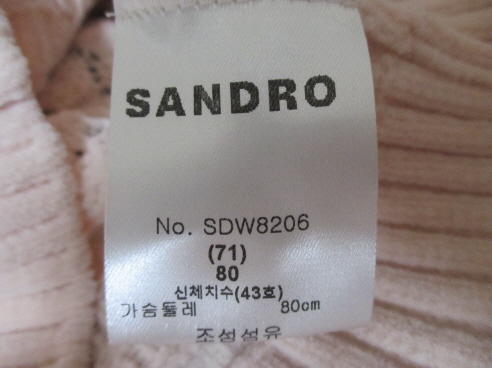 SANDRO
No. SDW8206
(71)
80
신체치수(43호)
가슴둘레 80cm
조성섬유